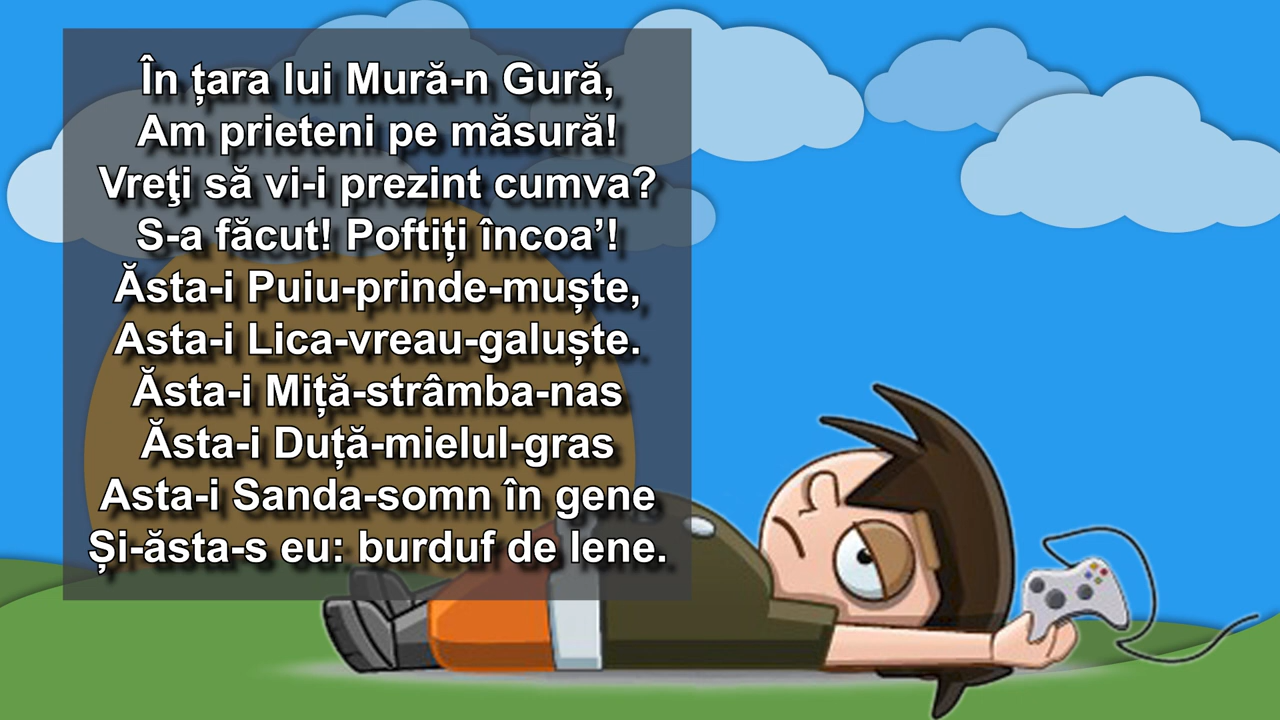 În țara lui Mură-n Gură,
Am prieteni pe măsură!
Vreţi să vi-i prezint cumva?
S-a făcut! Poftiți încoa’!
Ăsta-i Puiu-prinde-muște,
Asta-i Lica-vreau-galuște.
Ăsta-i Miță-strâmba-nas
Ăsta-i Duță-mielul-gras
Asta-i Sanda-somn în gene
Și-ăsta-s eu: burduf de lene.